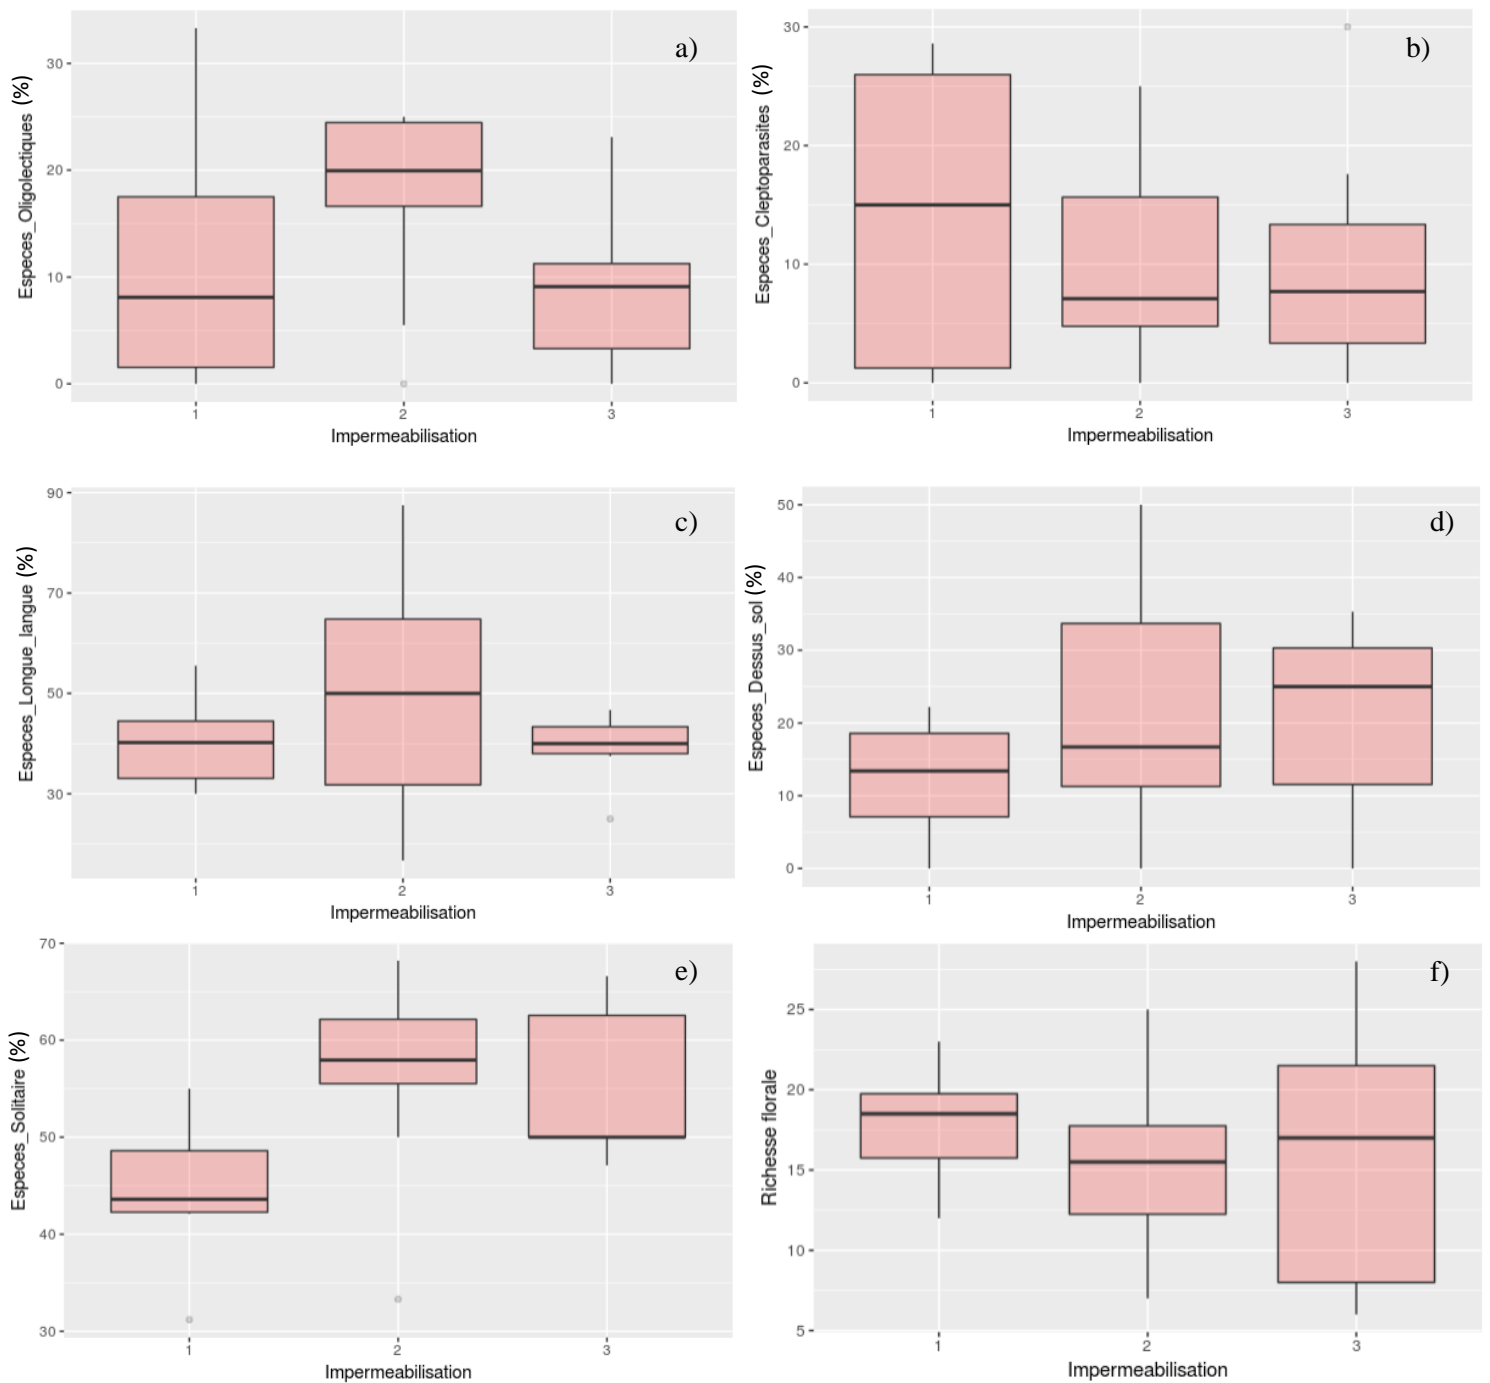 a)
Especes_Oligolectiques (%)
30
20
10
0
1
2
3
Impermeabilisation
b)
Especes_Cleptoparasites (%)
30
20
10
0
1
2
3
Impermeabilisation
c)
Especes_Longue_langue (%)
90
70
50
30
1
2
3
Impermeabilisation
d)
Especes_Dessus_sol (%)
50
40
30
20
10
0
1
2
3
Impermeabilisation
e)
Especes_Solitaire (%)
70
60
50
40
30
1
2
3
Impermeabilisation
f)
Richesse florale
25
20
15
10
5
1
2
3
Impermeabilisation